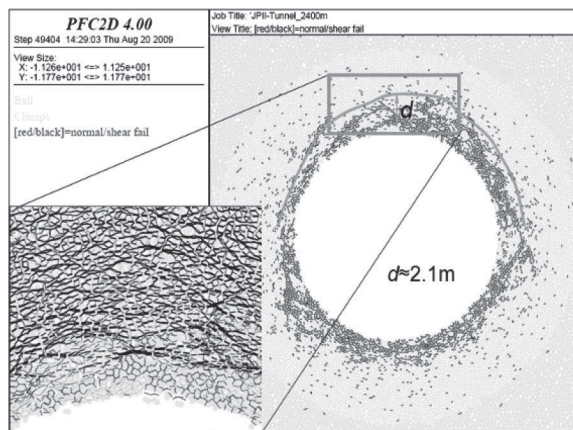 PFC2D 4.00
Step 49404 14:29:03 Thu Aug 20 2009
View Size:
X: -1.126e+001 <=> 1.125e+001
Y: -1.177e+001 <=> 1.177e+001
Ball
Clumps
[red/black]=normal/shear fail
Job Title: 'JPII-Tunnel_2400m
View Title: [red/black]=normal/shear fail
d
d≈2.1m